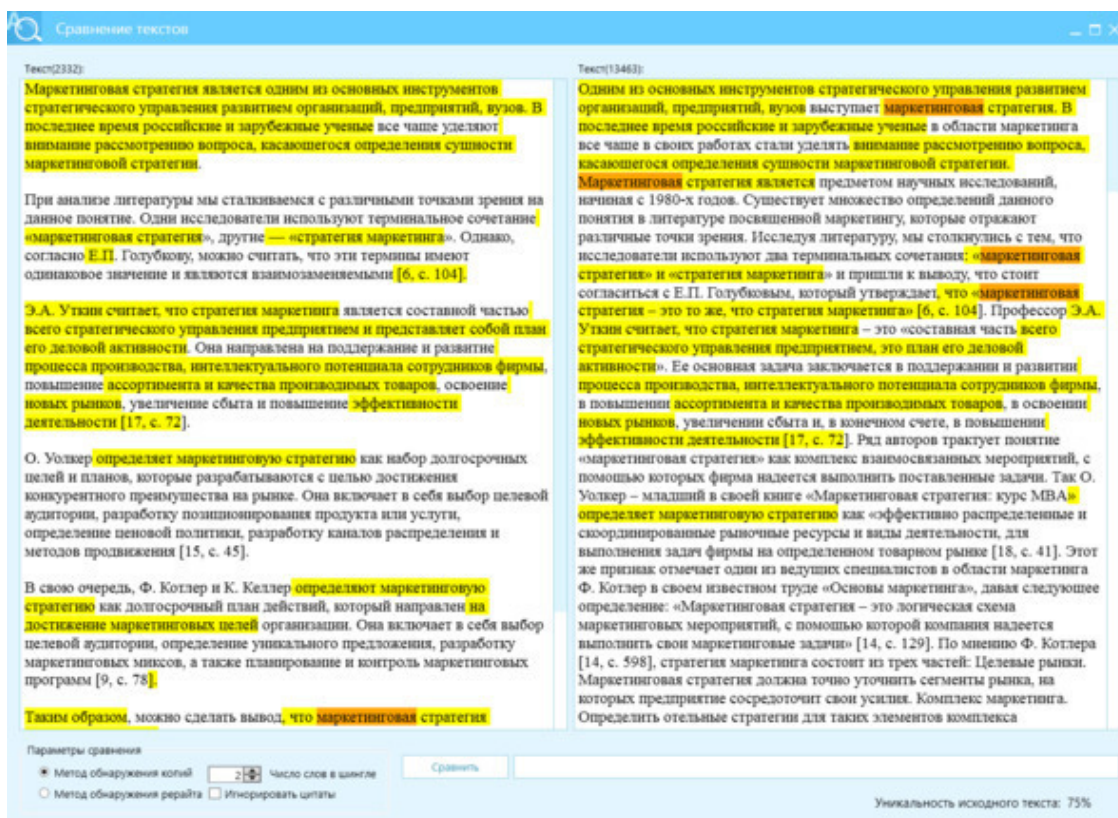 Сравнение текстов
Текст(2332):
Маркетинговая стратегия является одним из основных инструментов
стратегического управления развитием организаций, предприятий, вузов. В
последнее время российские и зарубежные ученые все чаще уделяют
внимание рассмотрению вопроса, касающегося определения сущности
маркетинговой стратегии.
При анализе литературы мы сталкиваемся с различными точками зрения на
данное понятие. Одни исследователи используют терминальное сочетание
«маркетинговая стратегия», другие — «стратегия маркетинга». Однако,
согласно Е.П. Голубкову, можно считать, что эти термины имеют
одинаковое значение и являются взаимозаменяемыми [6, с. 104].
Э.А. Уткин считает, что стратегия маркетинга является составной частью
всего стратегического управления предприятием и представляет собой план
его деловой активности. Она направлена на поддержание и развитие
процесса производства, интеллектуального потенциала сотрудников фирмы,
повышение ассортимента и качества производимых товаров, освоение
новых рынков, увеличение сбыта и повышение эффективности
деятельности [17, с. 72].
О. Уолкер определяет маркетинговую стратегию как набор долгосрочных
целей и планов, которые разрабатываются с целью достижения
конкурентного преимущества на рынке. Она включает в себя выбор целевой
аудитории, разработку позиционирования продукта или услуги,
определение ценовой политики, разработку каналов распределения и
методов продвижения [15, с. 45].
В свою очередь, Ф. Котлер и К. Келлер определяют маркетинговую
стратегию как долгосрочный план действий, который направлен на
достижение маркетинговых целей организации. Она включает в себя выбор
целевой аудитории, определение уникального предложения, разработку
маркетинговых миксов, а также планирование и контроль маркетинговых
программ [9, с. 78].
Таким образом, можно сделать вывод, что маркетинговая стратегия
Текст(13463):
Одним из основных инструментов стратегического управления развитием
организаций, предприятий, вузов выступает маркетинговая стратегия. В
последнее время российские и зарубежные ученые в области маркетинга
все чаще в своих работах стали уделять внимание рассмотрению вопроса,
касающегося определения сущности маркетинговой стратегии.
Маркетинговая стратегия является предметом научных исследований,
начиная с 1980-х годов. Существует множество определений данного
понятия в литературе посвященной маркетингу, которые отражают
различные точки зрения. Исследуя литературу, мы столкнулись с тем, что
исследователи используют два терминальных сочетания: «маркетинговая
стратегия» и «стратегия маркетинга» и пришли к выводу, что стоит
согласиться с Е.П. Голубковым, который утверждает, что «маркетинговая
стратегия – это то же, что стратегия маркетинга» [6, с. 104]. Профессор Э.А.
Уткин считает, что стратегия маркетинга – это «составная часть всего
стратегического управления предприятием, это план его деловой
активности». Ее основная задача заключается в поддержании и развитии
процесса производства, интеллектуального потенциала сотрудников фирмы,
в повышении ассортимента и качества производимых товаров, в освоении
новых рынков, увеличении сбыта и, в конечном счете, в повышении
эффективности деятельности [17, с. 72]. Ряд авторов трактует понятие
«маркетинговая стратегия» как комплекс взаимосвязанных мероприятий, с
помощью которых фирма надеется выполнить поставленные задачи. Так О.
Уолкер – младший в своей книге «Маркетинговая стратегия: курс МВА»
определяет маркетинговую стратегию как «эффективно распределенные и
скоординированные рыночные ресурсы и виды деятельности, для
выполнения задач фирмы на определенном товарном рынке [18, с. 41]. Этот
же признак отмечает один из ведущих специалистов в области маркетинга
Ф. Котлер в своем известном труде «Основы маркетинга», давая следующее
определение: «Маркетинговая стратегия – это логическая схема
маркетинговых мероприятий, с помощью которой компания надеется
выполнить свои маркетинговые задачи» [14, с. 129]. По мнению Ф. Котлера
[14, с. 598], стратегия маркетинга состоит из трех частей: Целевые рынки.
Маркетинговая стратегия должна точно уточнить сегменты рынка, на
которых предприятие сосредоточит свои усилия. Комплекс маркетинга.
Определить отельные стратегии для таких элементов комплекса
Параметры сравнения
Метод обнаружения копий 2 Число слов в шингле
Метод обнаружения рерайта Игнорировать цитаты
Сравнить
Уникальность исходного текста: 75%